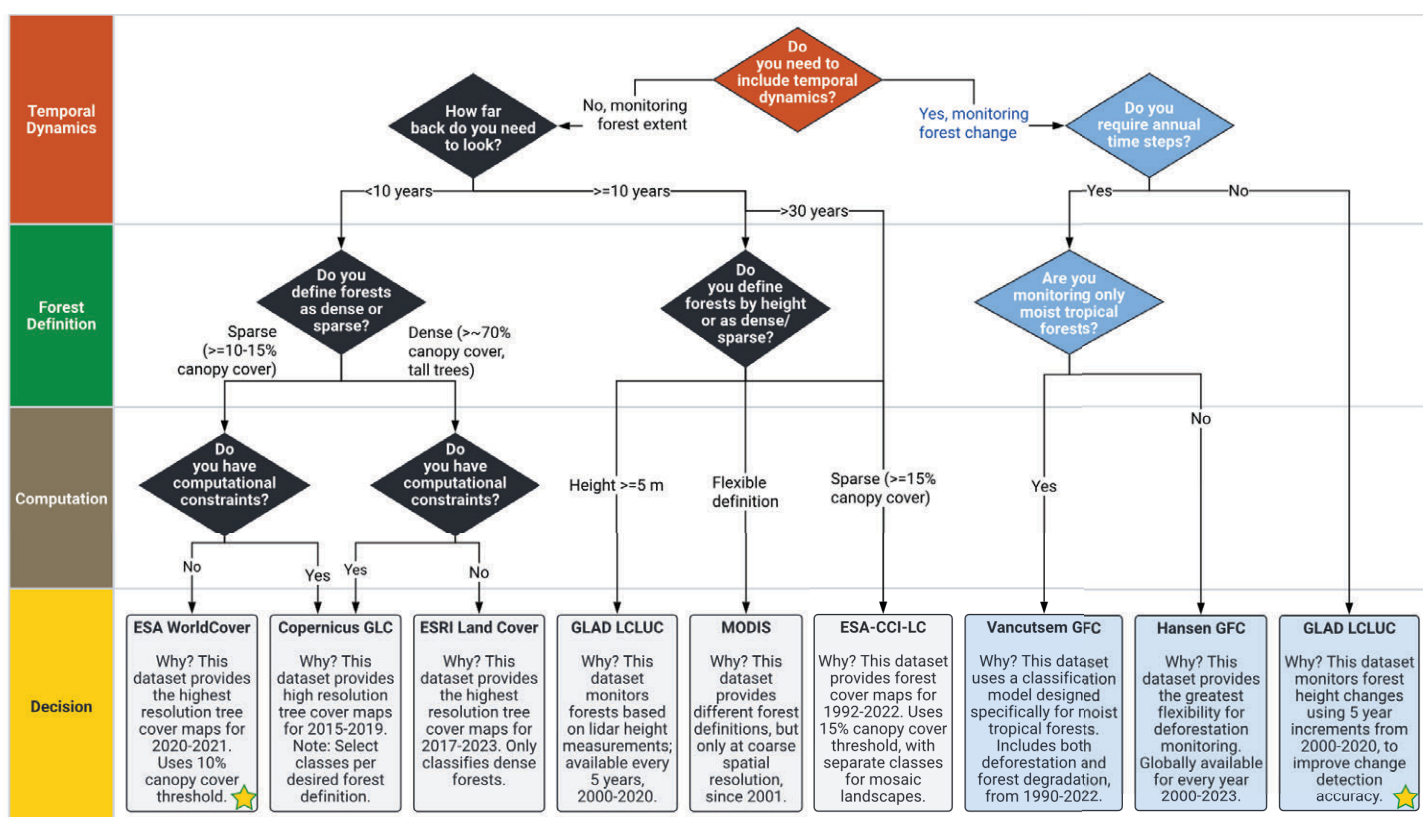 Temporal
Dynamics
Do
you need to
include temporal
dynamics?
No, monitoring
forest extent
Yes, monitoring
forest change
How far
back do you need
to look?
Do you
require annual
time steps?
<10 years
>=10 years
>30 years
Yes
No
Forest
Definition
Do you
define forests
as dense or
sparse?
Do
you define
forests by height
or as dense/
sparse?
Are you
monitoring only
moist tropical
forests?
Sparse
(>=10-15%
canopy cover)
Dense (>~70%
canopy cover,
tall trees)
Computation
Do
you have
computational
constraints?
Do
you have
computational
constraints?
Height >=5 m
Flexible
definition
Sparse (>=15%
canopy cover)
Yes
No
No
Yes
Yes
No
Decision
ESA WorldCover
Why? This
dataset provides
the highest
resolution tree
cover maps for
2020-2021.
Uses 10%
canopy cover
threshold.
Copernicus GLC
Why? This
dataset provides
high resolution
tree cover maps
for 2015-2019.
Note: Select
classes per
desired forest
definition.
ESRI Land Cover
Why? This
dataset provides
the highest
resolution tree
cover maps for
2017-2023. Only
classifies dense
forests.
GLAD LCLUC
Why? This
dataset
monitors
forests based
on lidar height
measurements;
available every
5 years,
2000-2020.
MODIS
Why? This
dataset
provides
different forest
definitions, but
only at coarse
spatial
resolution,
since 2001.
ESA-CCI-LC
Why? This dataset
provides forest
cover maps for
1992-2022. Uses
15% canopy cover
threshold, with
separate classes
for mosaic
landscapes.
Vancutsem GFC
Why? This dataset
uses a classification
model designed
specifically for moist
tropical forests.
Includes both
deforestation and
forest degradation,
from 1990-2022.
Hansen GFC
Why? This
dataset provides
the greatest
flexibility for
deforestation
monitoring.
Globally available
for every year
2000-2023.
GLAD LCLUC
Why? This dataset
monitors forest
height changes
using 5 year
increments from
2000-2020, to
improve change
detection
accuracy.